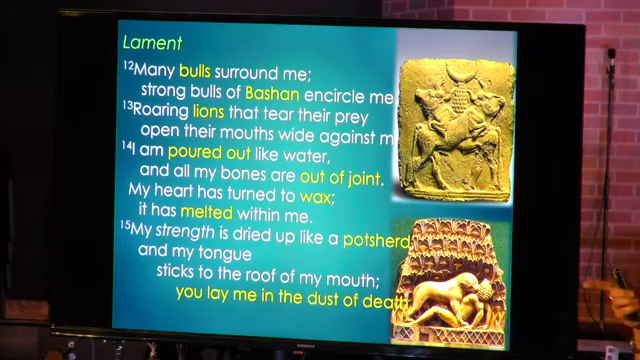 Lament
12Many bulls surround me;
strong bulls of Bashan encircle me
13Roaring lions that tear their prey
open their mouths wide against m
14I am poured out like water,
and all my bones are out of joint.
My heart has turned to wax;
it has melted within me.
15My strength is dried up like a potsherd
and my tongue
sticks to the roof of my mouth;
you lay me in the dust of death